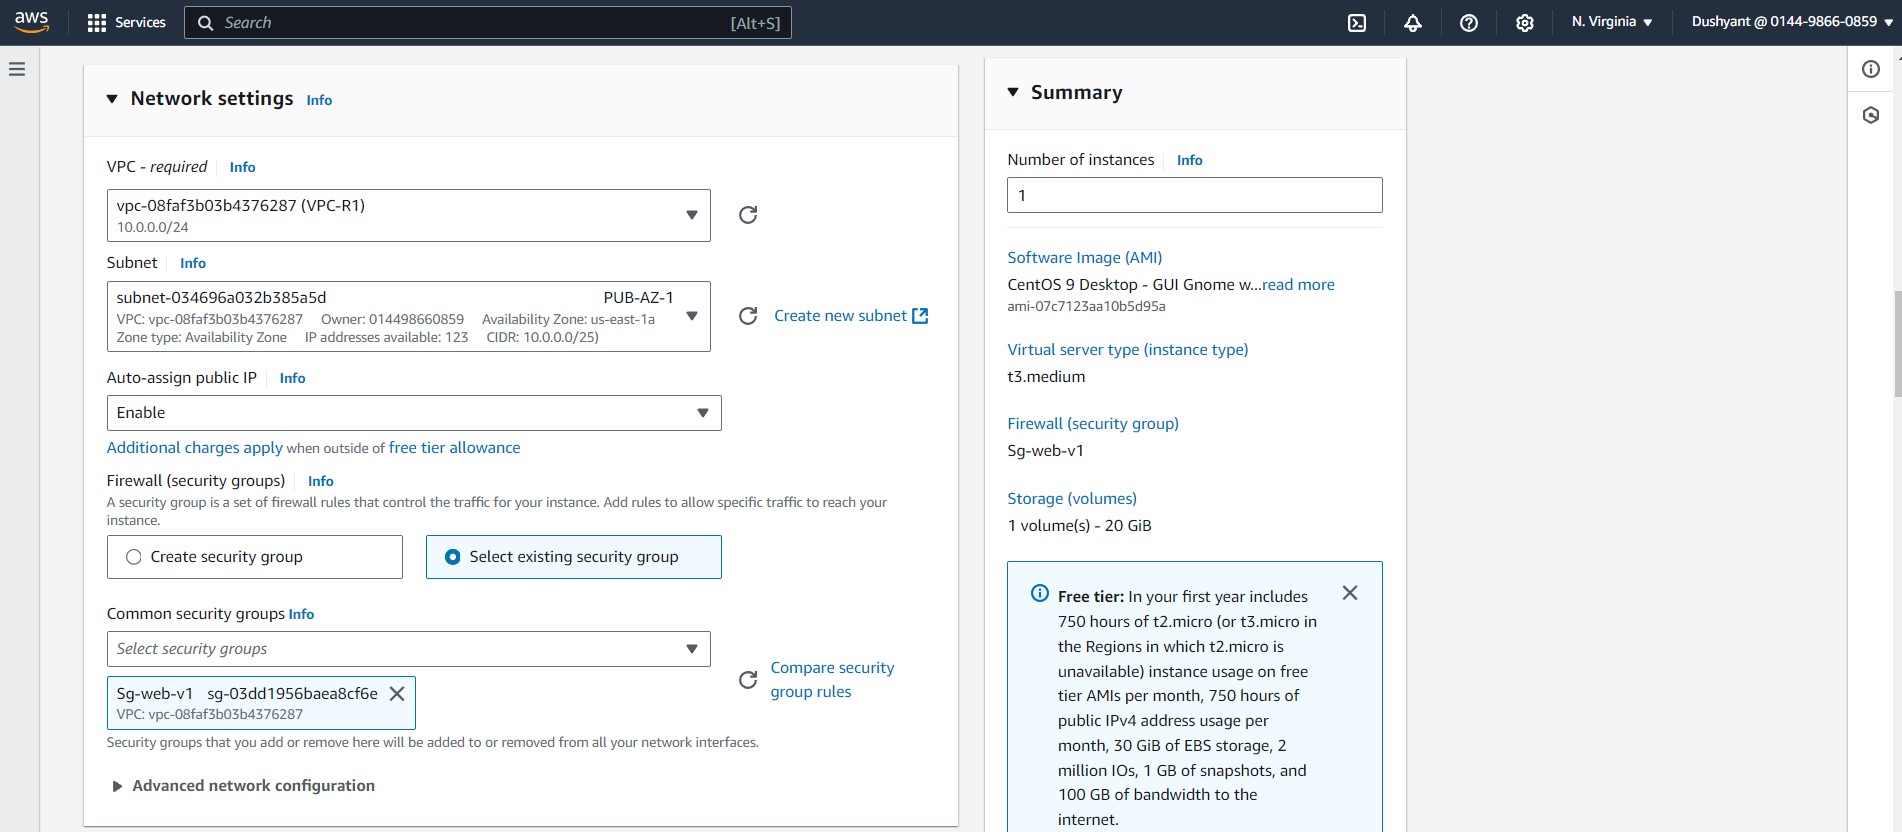 aws
Services
Search [Alt+S]
N. Virginia
Dushyant @ 0144-9866-0859
Network settings Info
VPC - required Info
vpc-08faf3b03b4376287 (VPC-R1)
10.0.0.0/24
Subnet Info
subnet-034696a032b385a5d PUB-AZ-1
VPC: vpc-08faf3b03b4376287 Owner: 014498660859 Availability Zone: us-east-1a
Zone type: Availability Zone IP addresses available: 123 CIDR: 10.0.0.0/25)
Create new subnet
Auto-assign public IP Info
Enable
Additional charges apply when outside of free tier allowance
Firewall (security groups) Info
A security group is a set of firewall rules that control the traffic for your instance. Add rules to allow specific traffic to reach your
instance.
Create security group
Select existing security group
Common security groups Info
Select security groups
Sg-web-v1 sg-03dd1956baea8cf6e
VPC: vpc-08faf3b03b4376287
Compare security
group rules
Security groups that you add or remove here will be added to or removed from all your network interfaces.
Advanced network configuration
Summary
Number of instances Info
1
Software Image (AMI)
CentOS 9 Desktop - GUI Gnome w...read more
ami-07c7123aa10b5d95a
Virtual server type (instance type)
t3.medium
Firewall (security group)
Sg-web-v1
Storage (volumes)
1 volume(s) - 20 GiB
Free tier: In your first year includes
750 hours of t2.micro (or t3.micro in
the Regions in which t2.micro is
unavailable) instance usage on free
tier AMIs per month, 750 hours of
public IPv4 address usage per
month, 30 GiB of EBS storage, 2
million IOs, 1 GB of snapshots, and
100 GB of bandwidth to the
internet.